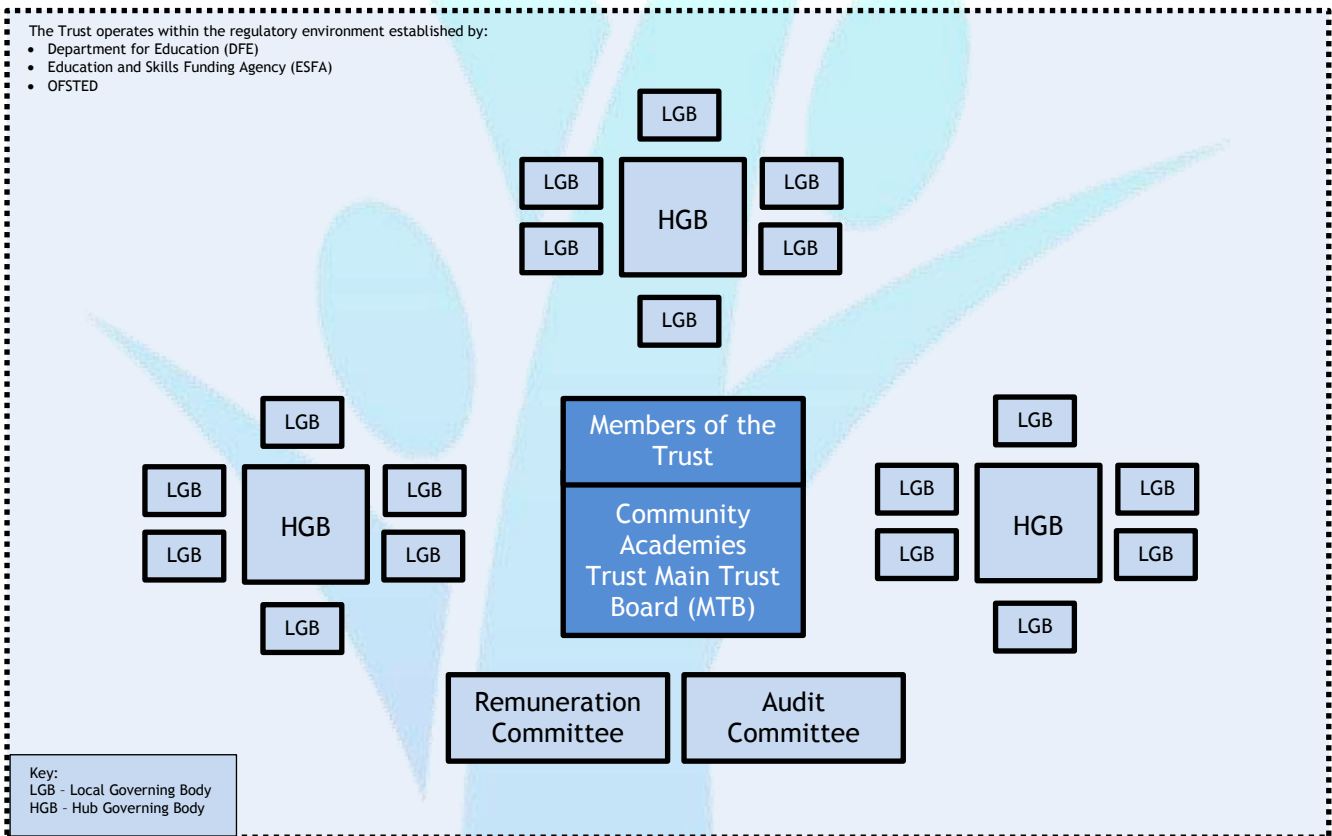 The Trust operates within the regulatory environment established by:
• Department for Education (DFE)
• Education and Skills Funding Agency (ESFA)
• OFSTED
LGB
LGB
LGB
HGB
LGB
LGB
LGB
LGB
LGB
LGB
HGB
LGB
LGB
LGB
Members of the
Trust
Community
Academies
Trust Main Trust
Board (MTB)
LGB
LGB
LGB
HGB
LGB
LGB
LGB
Remuneration
Committee
Audit
Committee
Key:
LGB - Local Governing Body
HGB - Hub Governing Body